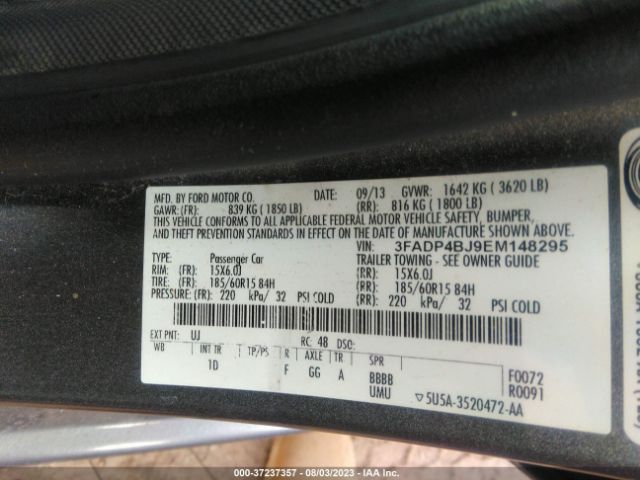 MFD. BY FORD MOTOR CO. DATE: 09/13 GVWR: 1642 KG ( 3620 LB)
GAWR:(FR): 839 KG ( 1850 LB) (RR): 816 KG ( 1800 LB)
THIS VEHICLE CONFORMS TO ALL APPLICABLE FEDERAL MOTOR VEHICLE SAFETY, BUMPER,
AND THEFT PREVENTION STANDARDS IN EFFECT ON THE DATE OF MANUFACTURE SHOWN ABOVE.
VIN: 3FADP4BJ9EM148295
TYPE: Passenger Car TRAILER TOWING - SEE OWNER GUIDE
RIM: (FR): 15X6.0J (RR): 15X6.0J
TIRE: (FR): 185/60R15 84H (RR): 185/60R15 84H
PRESSURE: (FR): 220 kPa/ 32 PSI COLD (RR): 220 kPa/ 32 PSI COLD
EXT PNT: UJ RC: 48 DSO:
WB INT TR TP/PS R AXLE TR SPR
1D F GG A BBBB F0072
UMU R0091
▽5U5A-3520472-AA
000-37237357 - 08/03/2023 - IAA Inc.